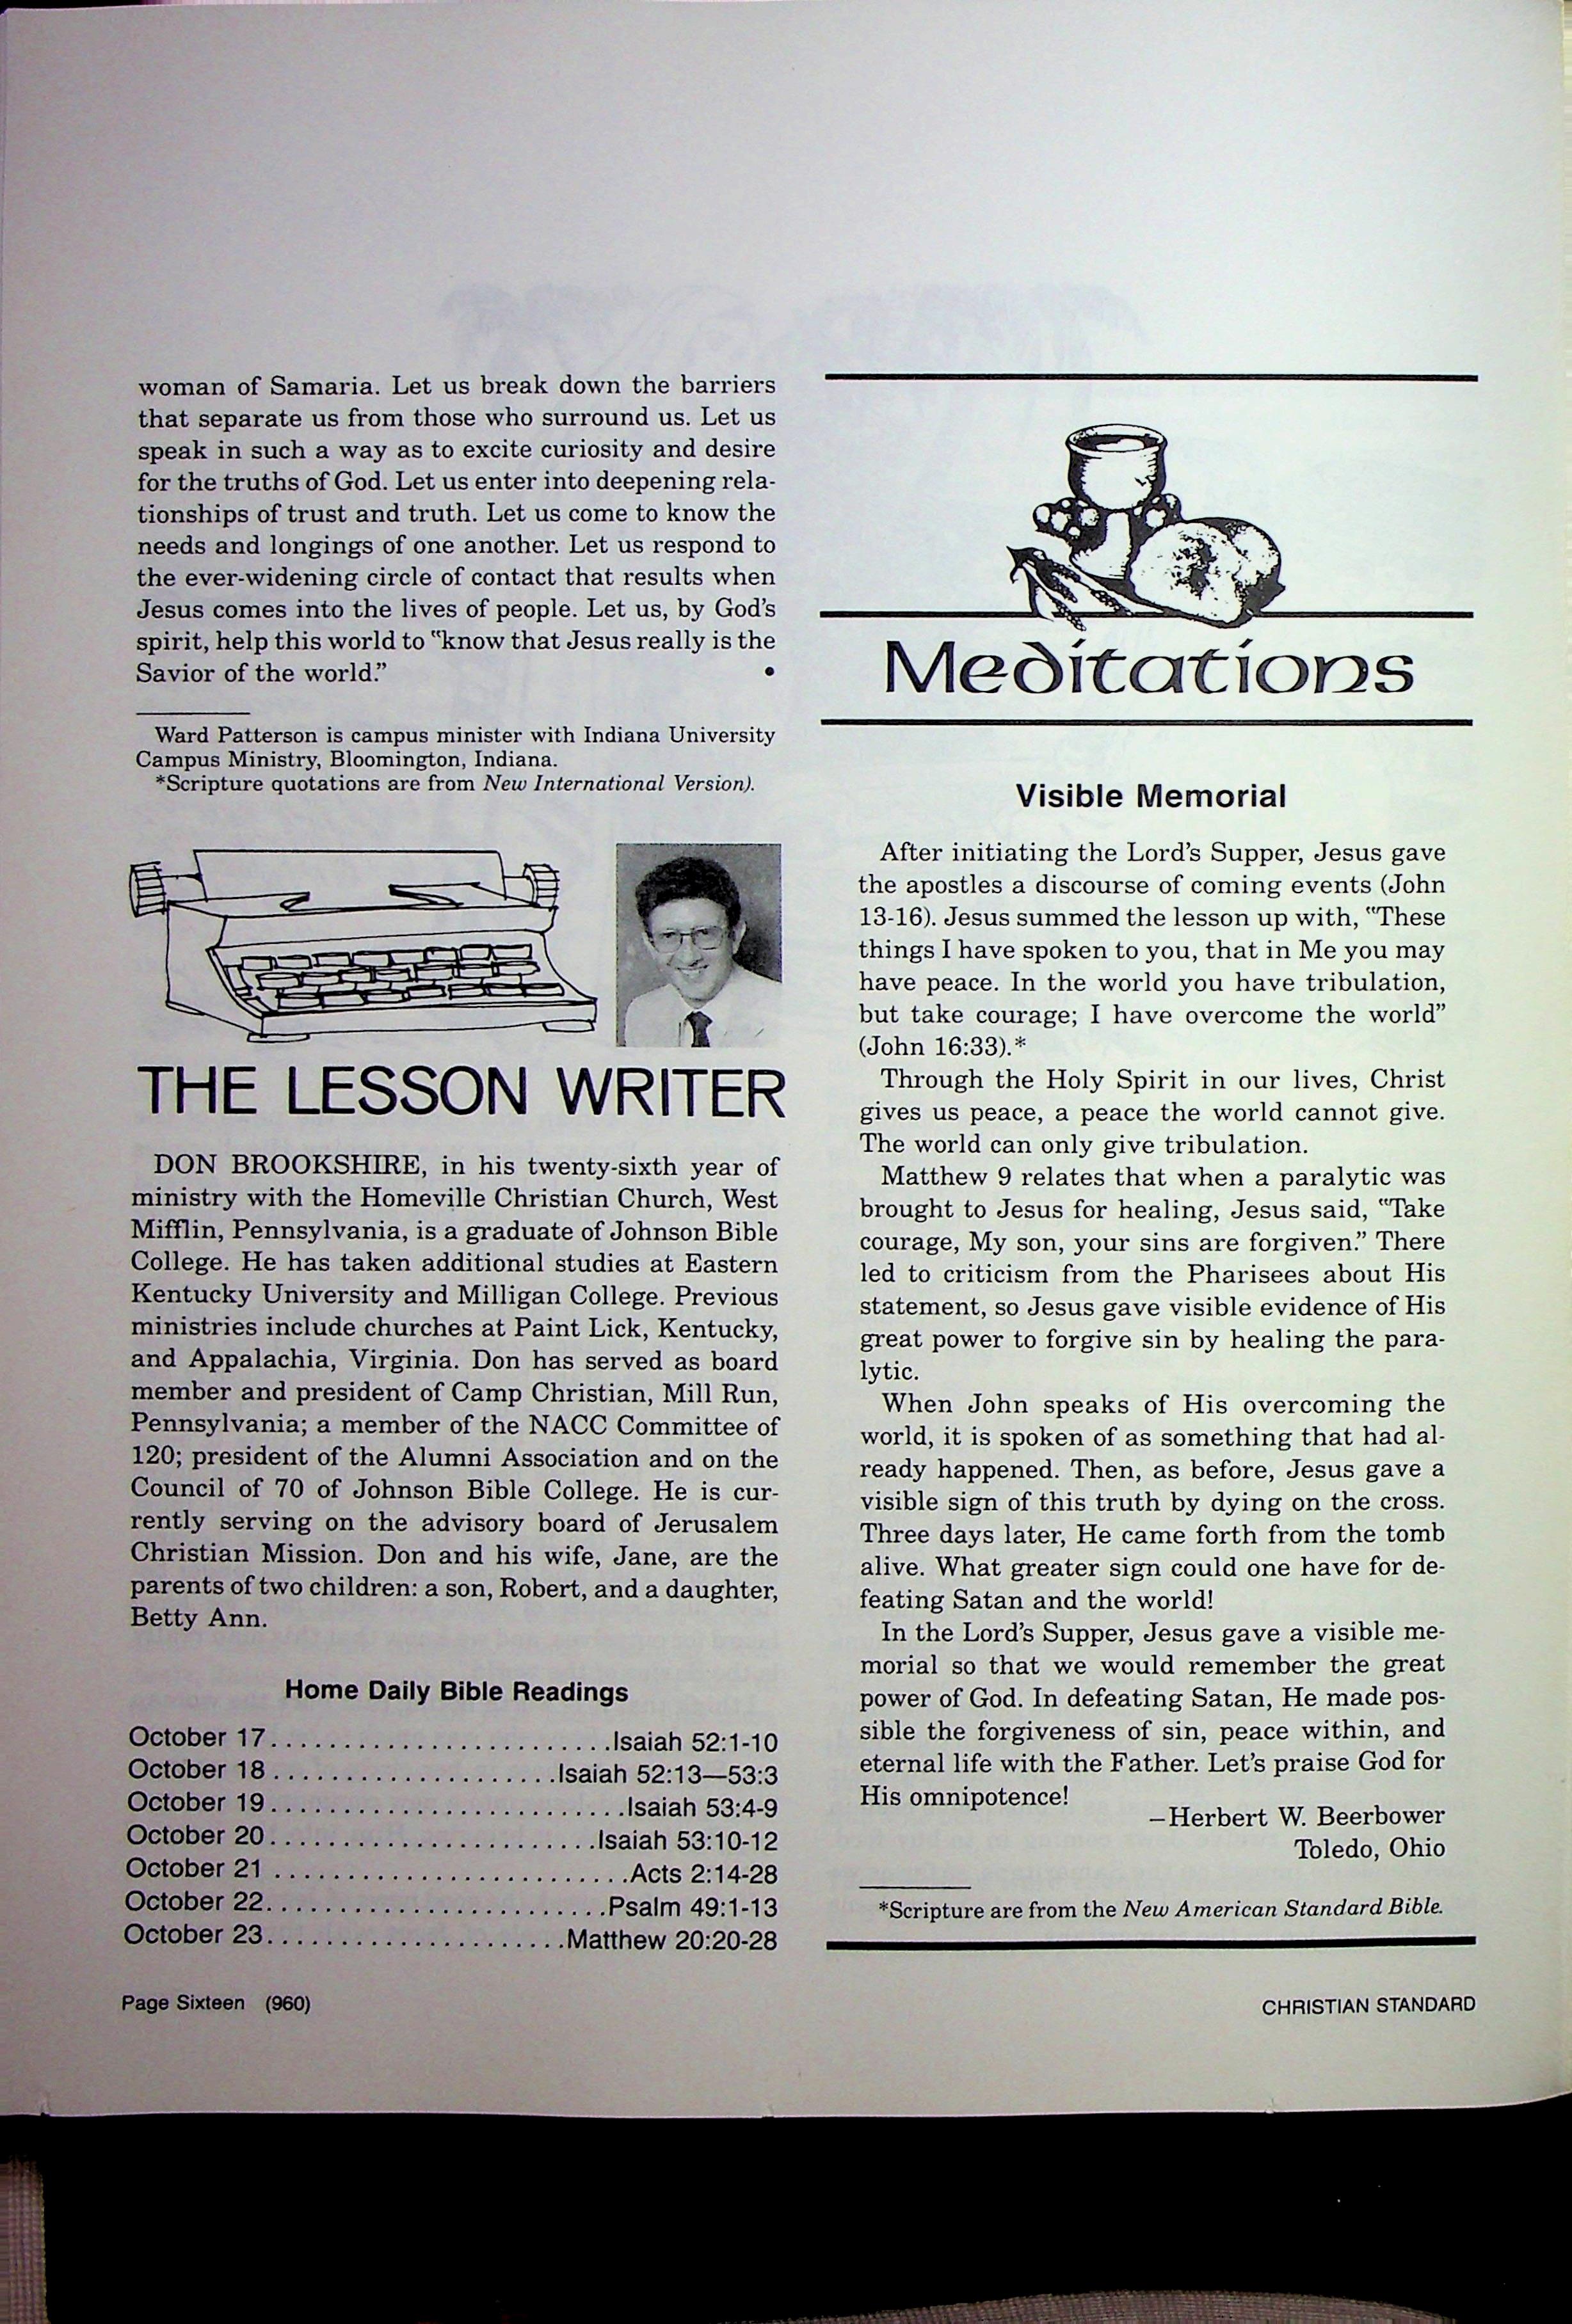 woman of Samaria. Let us break down the barriers
that separate us from those who surround us. Let us
speak in such a way as to excite curiosity and desire
for the truths of God. Let us enter into deepening rela-
tionships of trust and truth. Let us come to know the
needs and longings of one another. Let us respond to
the ever-widening circle of contact that results when
Jesus comes into the lives of people. Let us, by God's
spirit, help this world to "know that Jesus really is the
Savior of the world." •
Ward Patterson is campus minister with Indiana University
Campus Ministry, Bloomington, Indiana.
*Scripture quotations are from New International Version).
THE LESSON WRITER
DON BROOKSHIRE, in his twenty-sixth year of
ministry with the Homeville Christian Church, West
Mifflin, Pennsylvania, is a graduate of Johnson Bible
College. He has taken additional studies at Eastern
Kentucky University and Milligan College. Previous
ministries include churches at Paint Lick, Kentucky,
and Appalachia, Virginia. Don has served as board
member and president of Camp Christian, Mill Run,
Pennsylvania; a member of the NACC Committee of
120; president of the Alumni Association and on the
Council of 70 of Johnson Bible College. He is cur-
rently serving on the advisory board of Jerusalem
Christian Mission. Don and his wife, Jane, are the
parents of two children: a son, Robert, and a daughter,
Betty Ann.
Home Daily Bible Readings
October 17........................Isaiah 52:1-10
October 18....................Isaiah 52:13—53:3
October 19.........................Isaiah 53:4-9
October 20.......................Isaiah 53:10-12
October 21.........................Acts 2:14-28
October 22........................Psalm 49:1-13
October 23.....................Matthew 20:20-28
Meditations
Visible Memorial
After initiating the Lord's Supper, Jesus gave
the apostles a discourse of coming events (John
13-16). Jesus summed the lesson up with, "These
things I have spoken to you, that in Me you may
have peace. In the world you have tribulation,
but take courage; I have overcome the world"
(John 16:33).*
Through the Holy Spirit in our lives, Christ
gives us peace, a peace the world cannot give.
The world can only give tribulation.
Matthew 9 relates that when a paralytic was
brought to Jesus for healing, Jesus said, "Take
courage, My son, your sins are forgiven." There
led to criticism from the Pharisees about His
statement, so Jesus gave visible evidence of His
great power to forgive sin by healing the para-
lytic.
When John speaks of His overcoming the
world, it is spoken of as something that had al-
ready happened. Then, as before, Jesus gave a
visible sign of this truth by dying on the cross.
Three days later, He came forth from the tomb
alive. What greater sign could one have for de-
feating Satan and the world!
In the Lord's Supper, Jesus gave a visible me-
morial so that we would remember the great
power of God. In defeating Satan, He made pos-
sible the forgiveness of sin, peace within, and
eternal life with the Father. Let's praise God for
His omnipotence!
—Herbert W. Beerbower
Toledo, Ohio
*Scripture are from the New American Standard Bible.
Page Sixteen (960)
CHRISTIAN STANDARD